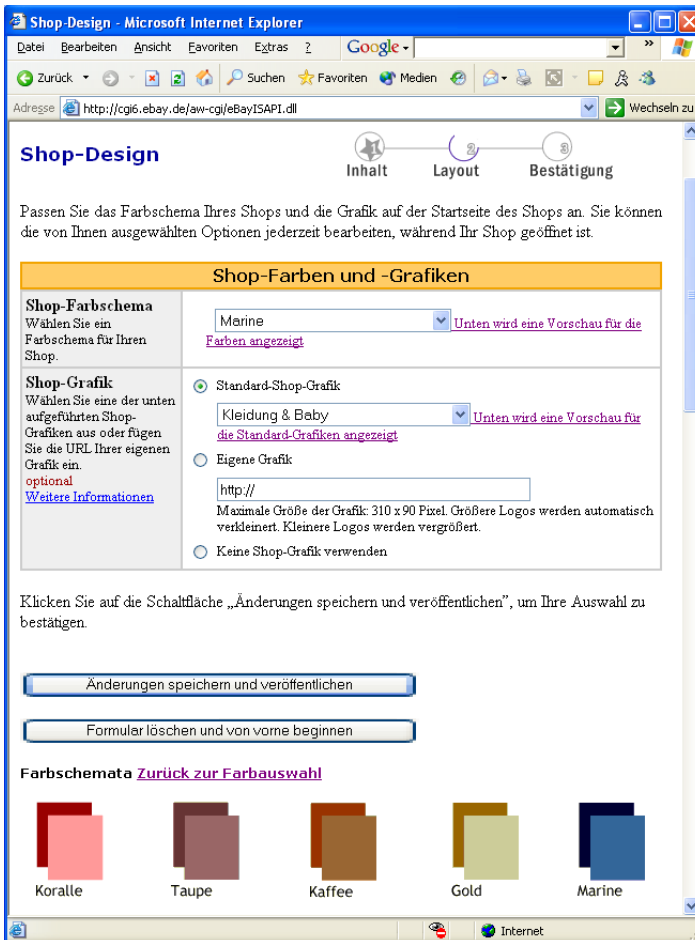 Shop-Design - Microsoft Internet Explorer
Datei Bearbeiten Ansicht Favoriten Extras ? Google »
Zurück Suchen Favoriten Medien
Adresse http://cgi6.ebay.de/aw-cgi/eBayISAPI.dll Wechseln zu
Shop-Design
1 2 3
Inhalt Layout Bestätigung
Passen Sie das Farbschema Ihres Shops und die Grafik auf der Startseite des Shops an. Sie können
die von Ihnen ausgewählten Optionen jederzeit bearbeiten, während Ihr Shop geöffnet ist.
Shop-Farben und -Grafiken
Shop-Farbschema
Wählen Sie ein
Farbschema für Ihren
Shop.
Marine Unten wird eine Vorschau für die
Farben angezeigt
Shop-Grafik
Wählen Sie eine der unten
aufgeführten Shop-
Grafiken aus oder fügen
Sie die URL Ihrer eigenen
Grafik ein.
optional
Weitere Informationen
Standard-Shop-Grafik
Kleidung & Baby Unten wird eine Vorschau für
die Standard-Grafiken angezeigt
Eigene Grafik
http://
Maximale Größe der Grafik: 310 x 90 Pixel. Größere Logos werden automatisch
verkleinert. Kleinere Logos werden vergrößert.
Keine Shop-Grafik verwenden
Klicken Sie auf die Schaltfläche „Änderungen speichern und veröffentlichen”, um Ihre Auswahl zu
bestätigen.
Änderungen speichern und veröffentlichen
Formular löschen und von vorne beginnen
Farbschemata Zurück zur Farbauswahl
Koralle Taupe Kaffee Gold Marine
Internet